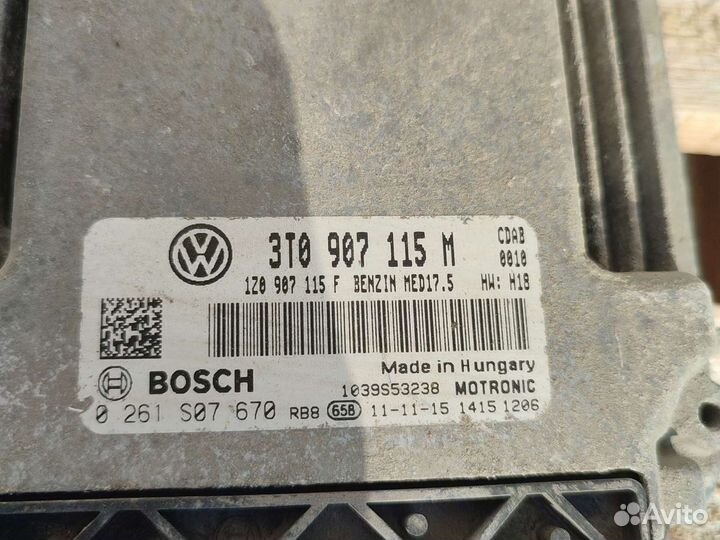 3T0 907 115 M CDAB
0010
1Z0 907 115 F BENZIN MED17.5 HW: H18
Made in Hungary
BOSCH 1039S53238 MOTRONIC
0 261 S07 670 RB8 658 11-11-15 1415 1206
Avito